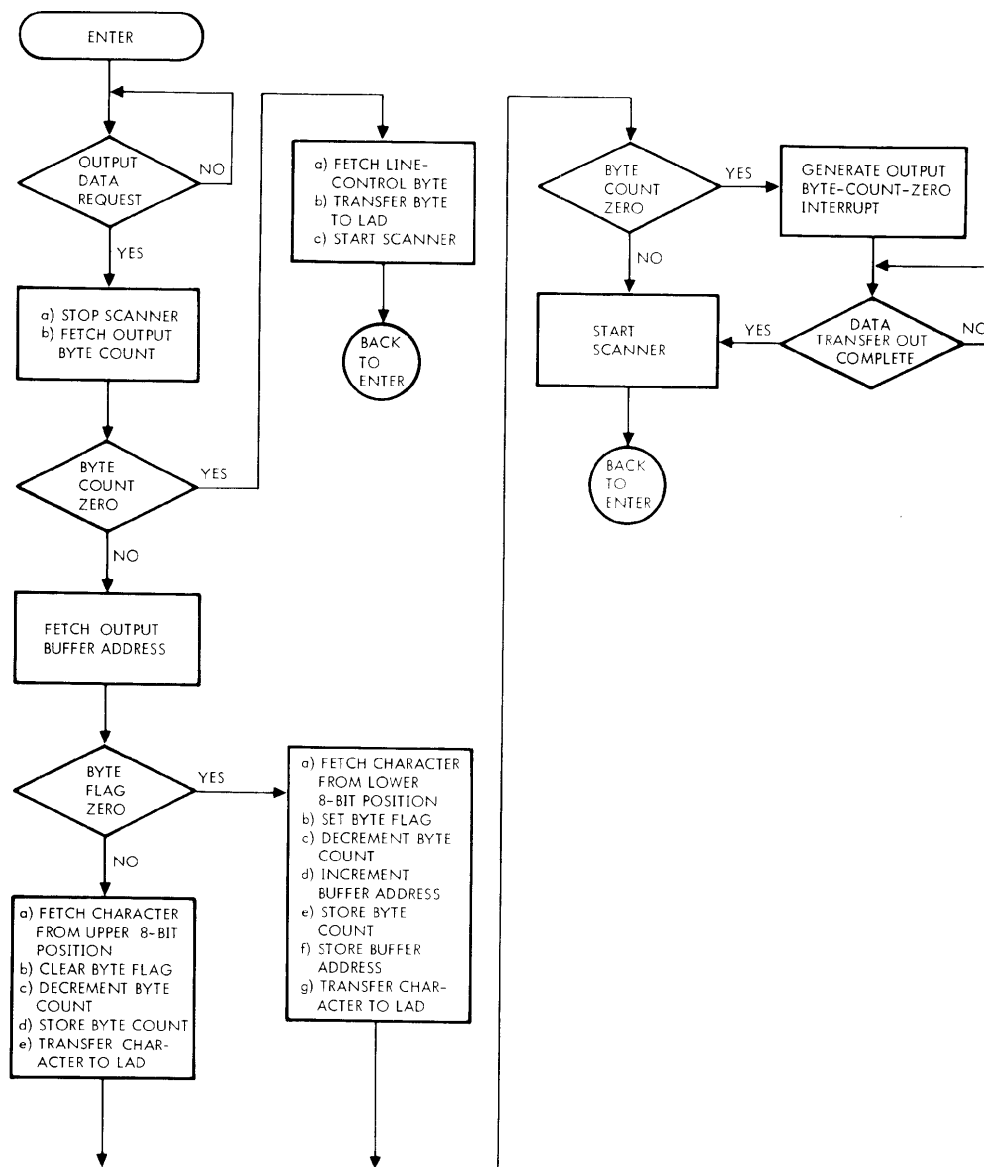 ENTER
OUTPUT
DATA
REQUEST
NO
YES
a) STOP SCANNER
b) FETCH OUTPUT
BYTE COUNT
BYTE
COUNT
ZERO
YES
NO
FETCH OUTPUT
BUFFER ADDRESS
BYTE
FLAG
ZERO
YES
NO
a) FETCH CHARACTER
FROM UPPER 8-BIT
POSITION
b) CLEAR BYTE FLAG
c) DECREMENT BYTE
COUNT
d) STORE BYTE COUNT
e) TRANSFER CHAR-
ACTER TO LAD
a) FETCH LINE-
CONTROL BYTE
b) TRANSFER BYTE
TO LAD
c) START SCANNER
BACK
TO
ENTER
a) FETCH CHARACTER
FROM LOWER
8-BIT POSITION
b) SET BYTE FLAG
c) DECREMENT BYTE
COUNT
d) INCREMENT
BUFFER ADDRESS
e) STORE BYTE
COUNT
f) STORE BUFFER
ADDRESS
g) TRANSFER CHAR-
ACTER TO LAD
BYTE
COUNT
ZERO
YES
NO
GENERATE OUTPUT
BYTE-COUNT-ZERO
INTERRUPT
DATA
TRANSFER OUT
COMPLETE
YES
NO
START
SCANNER
BACK
TO
ENTER